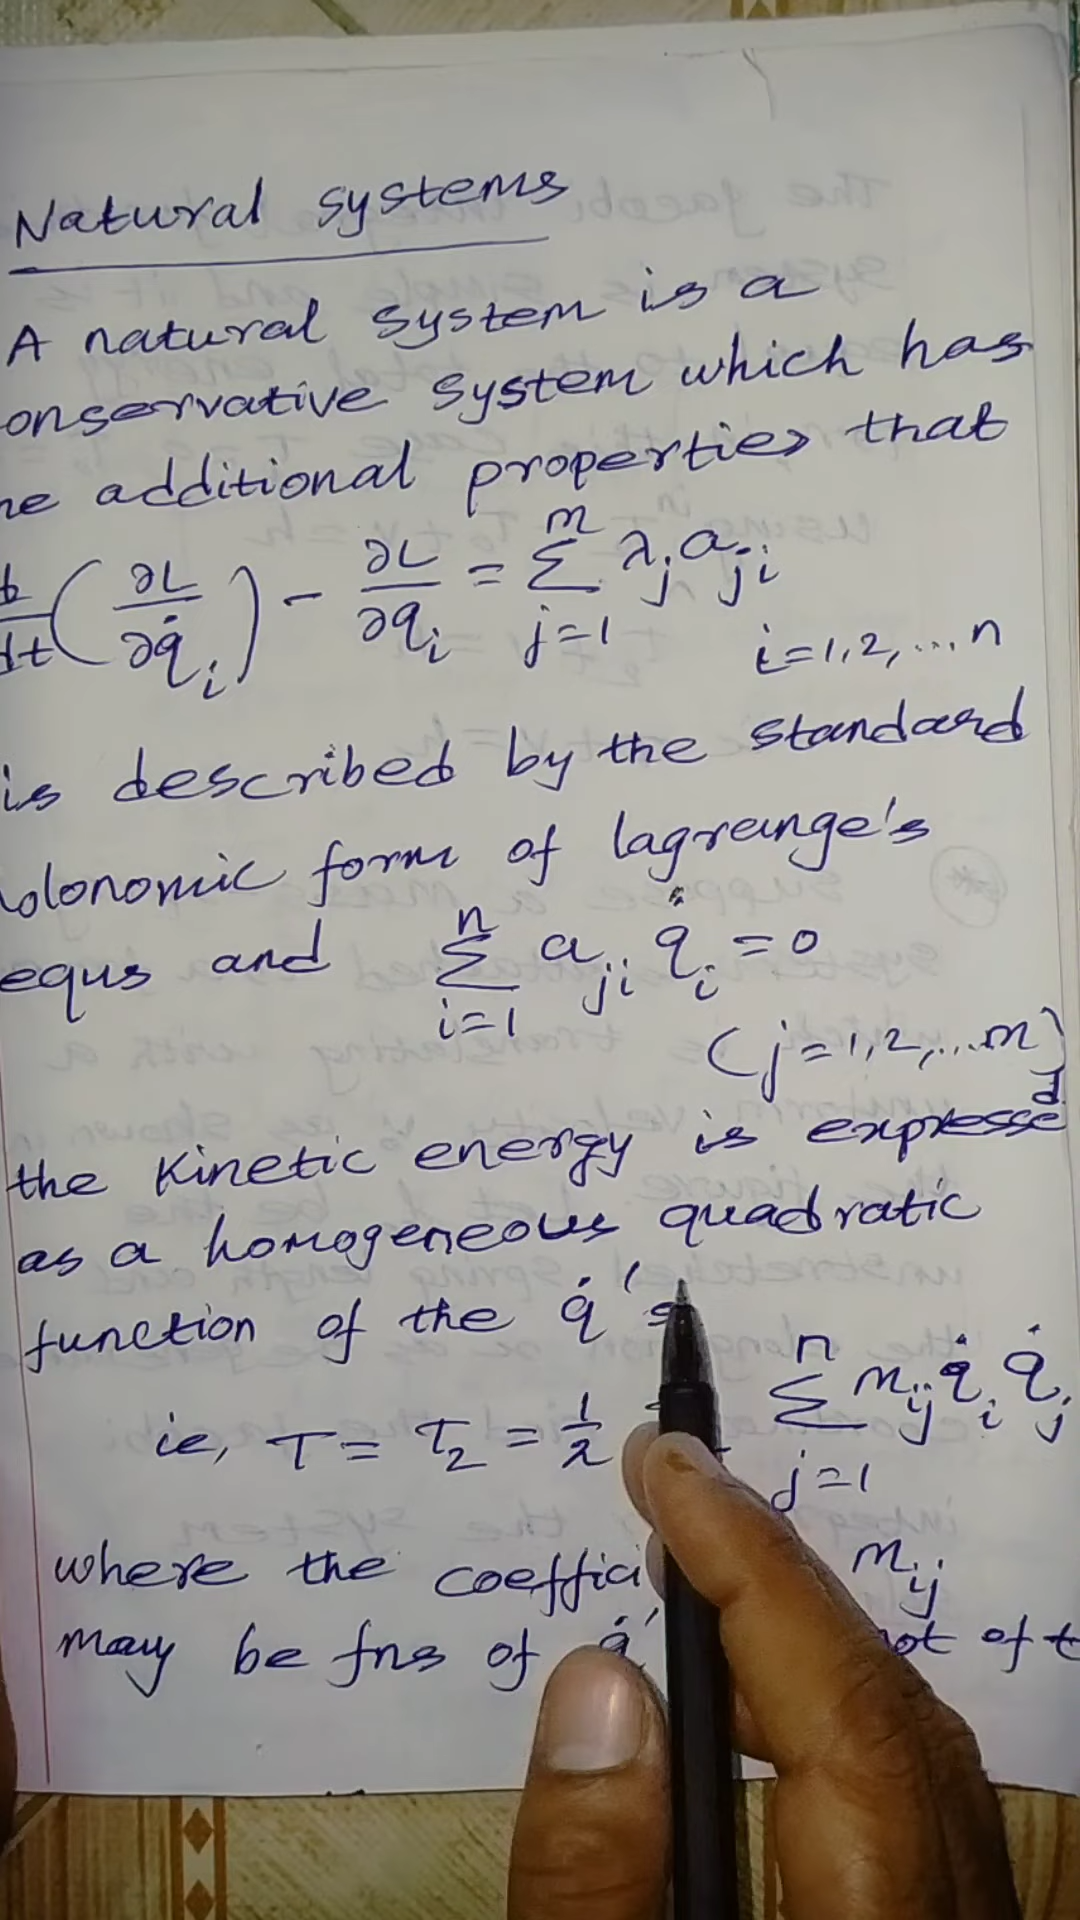 Natural systems
A natural system is a
onservative system which has
he additional properties that
d/dt (∂L/∂q̇i) - ∂L/∂qi = Σ_{j=1}^{m} λj aji
i=1,2,...n
is described by the standard
olonomic form of lagrange's
equs and Σ_{i=1}^{n} aji q̇i = 0
(j=1,2,...m)
the Kinetic energy is expressed
as a homogeneous quadratic
function of the q̇'s
ie, T = T2 = 1/2 Σ_{j=1}^{n} mij q̇i q̇j
where the coeffici mij
may be fns of q̇' not of t